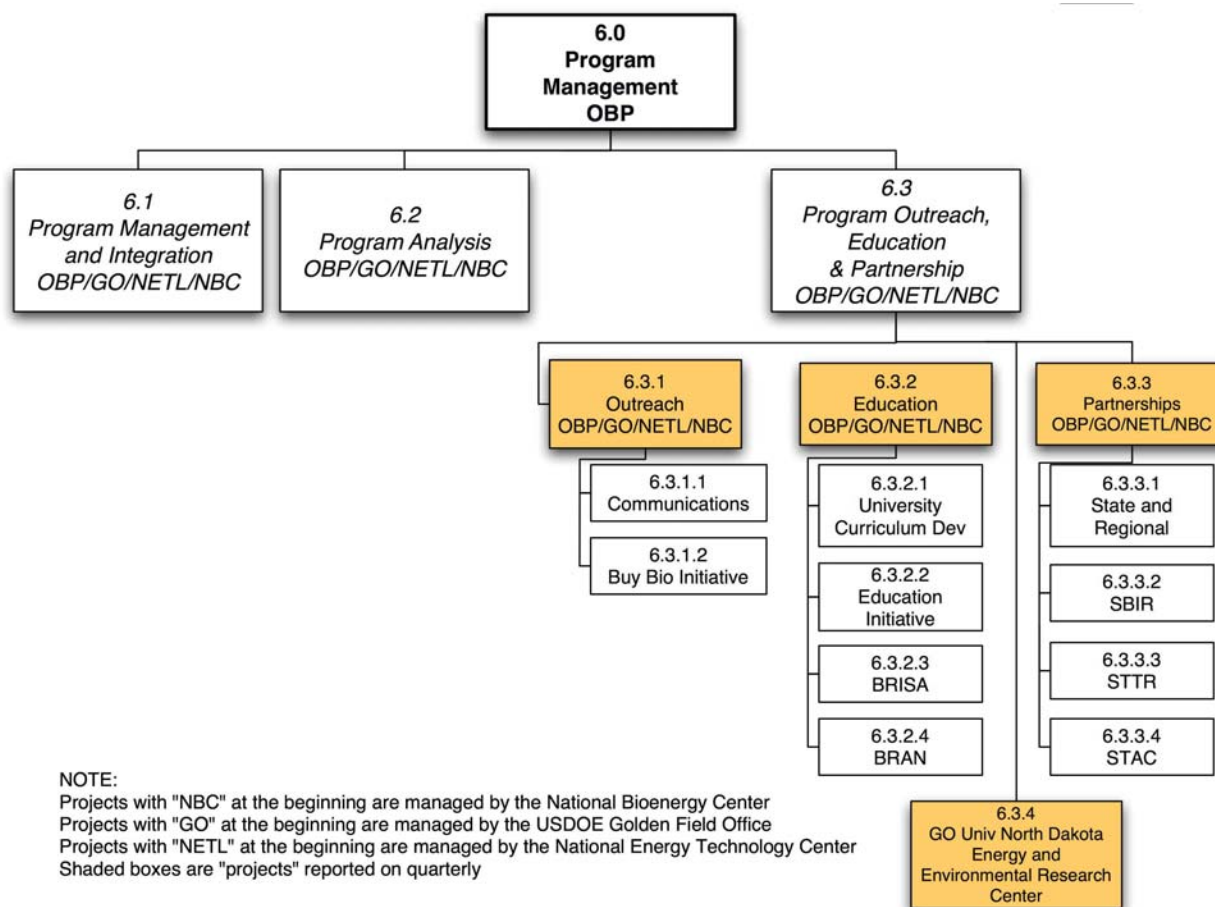 6.0
Program
Management
OBP
6.1
Program Management
and Integration
OBP/GO/NETL/NBC
6.2
Program Analysis
OBP/GO/NETL/NBC
6.3
Program Outreach,
Education
& Partnership
OBP/GO/NETL/NBC
6.3.1
Outreach
OBP/GO/NETL/NBC
6.3.1.1
Communications
6.3.1.2
Buy Bio Initiative
6.3.2
Education
OBP/GO/NETL/NBC
6.3.2.1
University
Curriculum Dev
6.3.2.2
Education
Initiative
6.3.2.3
BRISA
6.3.2.4
BRAN
6.3.3
Partnerships
OBP/GO/NETL/NBC
6.3.3.1
State and
Regional
6.3.3.2
SBIR
6.3.3.3
STTR
6.3.3.4
STAC
6.3.4
GO Univ North Dakota
Energy and
Environmental Research
Center
NOTE:
Projects with "NBC" at the beginning are managed by the National Bioenergy Center
Projects with "GO" at the beginning are managed by the USDOE Golden Field Office
Projects with "NETL" at the beginning are managed by the National Energy Technology Center
Shaded boxes are "projects" reported on quarterly